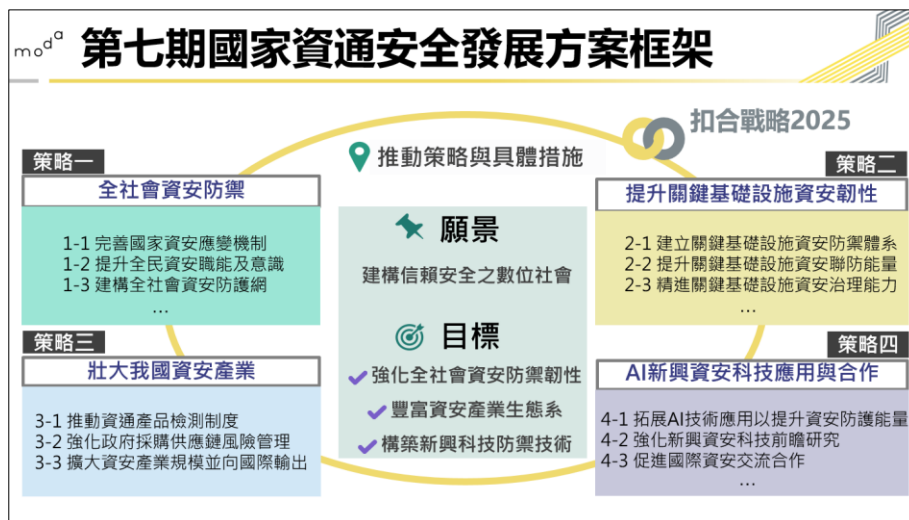 moda
第七期國家資通安全發展方案框架
扣合戰略2025
推動策略與具體措施
策略一
全社會資安防禦
1-1 完善國家資安應變機制
1-2 提升全民資安職能及意識
1-3 建構全社會資安防護網
...
策略二
提升關鍵基礎設施資安韌性
2-1 建立關鍵基礎設施資安防禦體系
2-2 提升關鍵基礎設施資安聯防能量
2-3 精進關鍵基礎設施資安治理能力
...
願景
建構信賴安全之數位社會
目標
強化全社會資安防禦韌性
豐富資安產業生態系
構築新興科技防禦技術
策略三
壯大我國資安產業
3-1 推動資通產品檢測制度
3-2 強化政府採購供應鏈風險管理
3-3 擴大資安產業規模並向國際輸出
策略四
AI新興資安科技應用與合作
4-1 拓展AI技術應用以提升資安防護能量
4-2 強化新興資安科技前瞻研究
4-3 促進國際資安交流合作
...